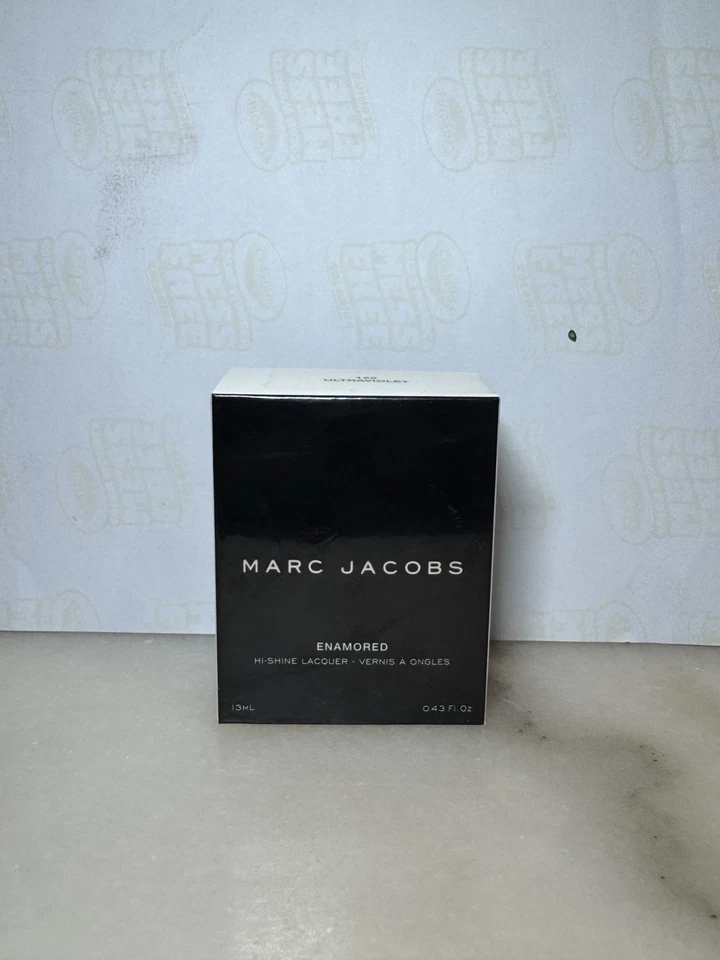 ULTRAVIOLET
MARC JACOBS
ENAMORED
HI-SHINE LACQUER - VERNIS À ONGLES
13ML
0.43 Fl. Oz